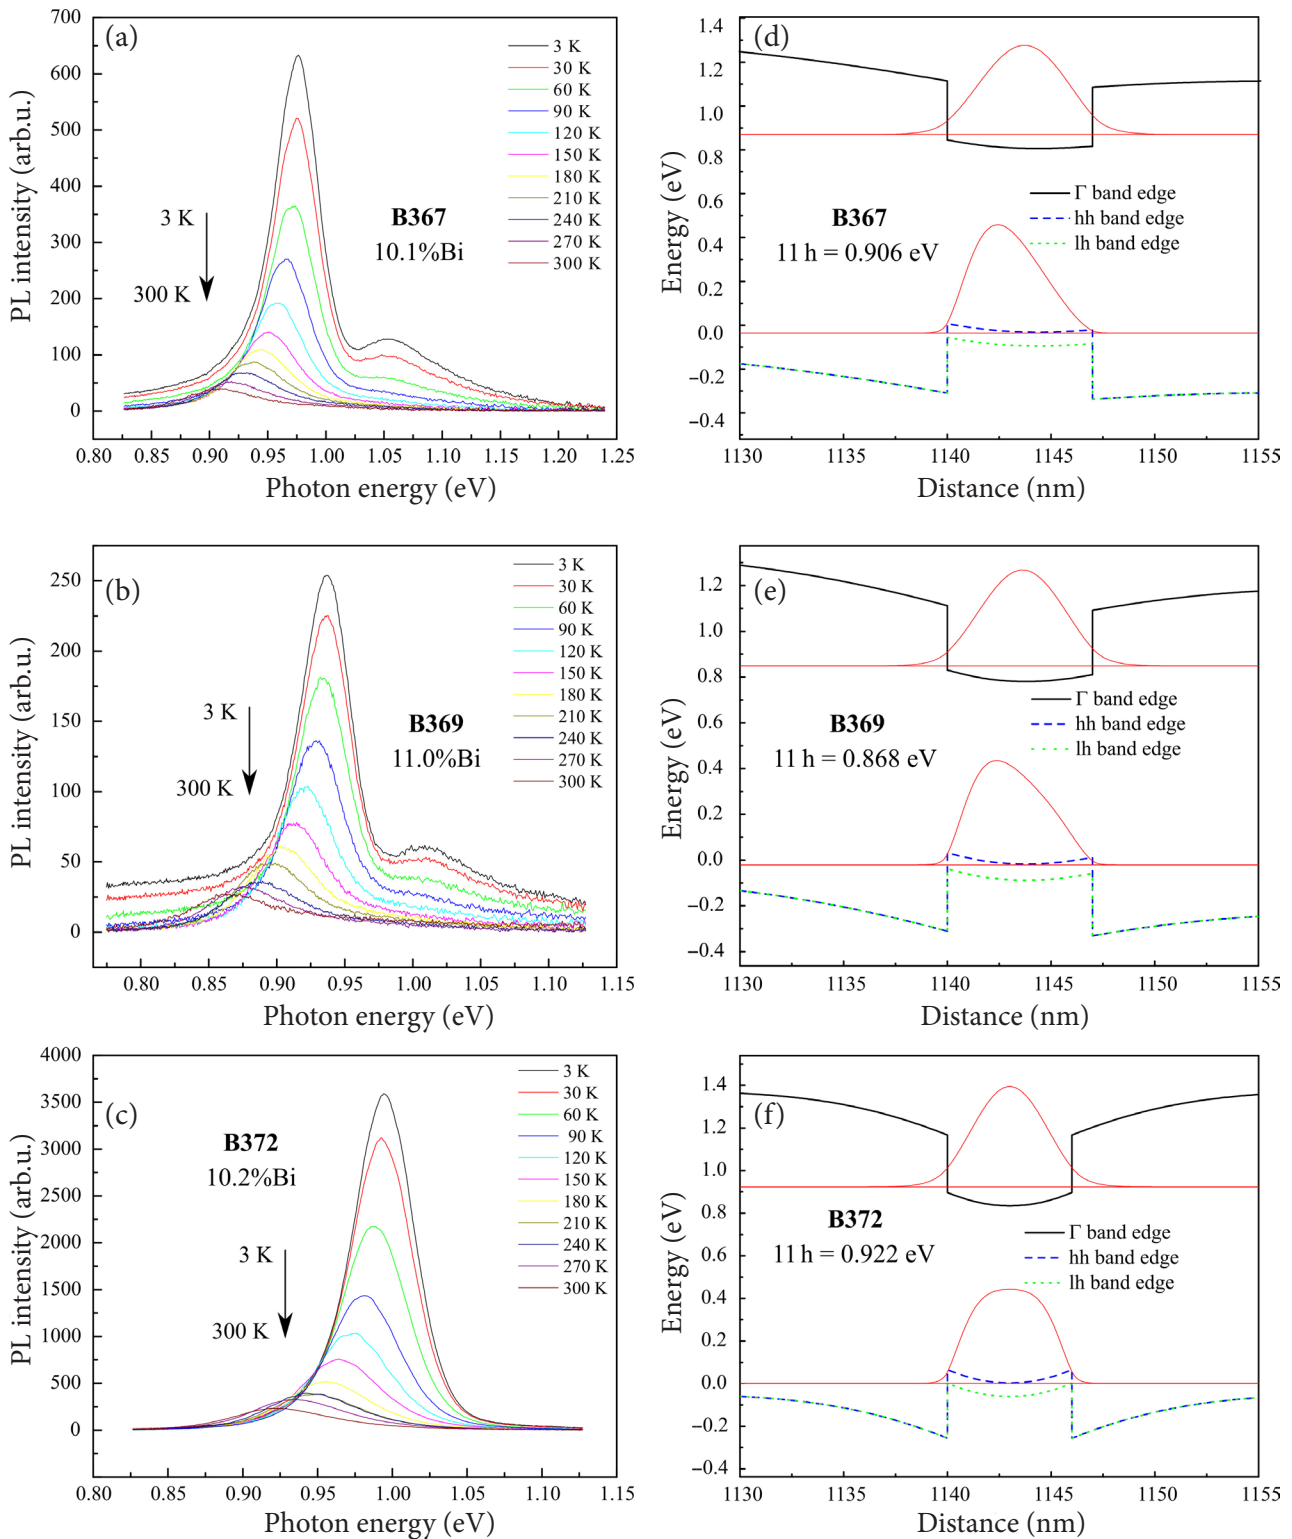 (a)
PL intensity (arb.u.)
700
600
500
400
300
200
100
0
3 K
30 K
60 K
90 K
120 K
150 K
180 K
210 K
240 K
270 K
300 K
3 K
300 K
B367
10.1%Bi
0.80 0.85 0.90 0.95 1.00 1.05 1.10 1.15 1.20 1.25
Photon energy (eV)
(d)
Energy (eV)
1.4
1.2
1.0
0.8
0.6
0.4
0.2
0.0
−0.2
−0.4
Γ band edge
hh band edge
lh band edge
B367
11 h = 0.906 eV
1130 1135 1140 1145 1150 1155
Distance (nm)
(b)
PL intensity (arb.u.)
250
200
150
100
50
0
3 K
30 K
60 K
90 K
120 K
150 K
180 K
210 K
240 K
270 K
300 K
3 K
300 K
B369
11.0%Bi
0.80 0.85 0.90 0.95 1.00 1.05 1.10 1.15
Photon energy (eV)
(e)
Energy (eV)
1.2
1.0
0.8
0.6
0.4
0.2
0.0
−0.2
−0.4
Γ band edge
hh band edge
lh band edge
B369
11 h = 0.868 eV
1130 1135 1140 1145 1150 1155
Distance (nm)
(c)
PL intensity (arb.u.)
4000
3500
3000
2500
2000
1500
1000
500
0
3 K
30 K
60 K
90 K
120 K
150 K
180 K
210 K
240 K
270 K
300 K
B372
10.2%Bi
3 K
300 K
0.80 0.85 0.90 0.95 1.00 1.05 1.10 1.15
Photon energy (eV)
(f)
Energy (eV)
1.4
1.2
1.0
0.8
0.6
0.4
0.2
0.0
−0.2
−0.4
B372
11 h = 0.922 eV
Γ band edge
hh band edge
lh band edge
1130 1135 1140 1145 1150 1155
Distance (nm)